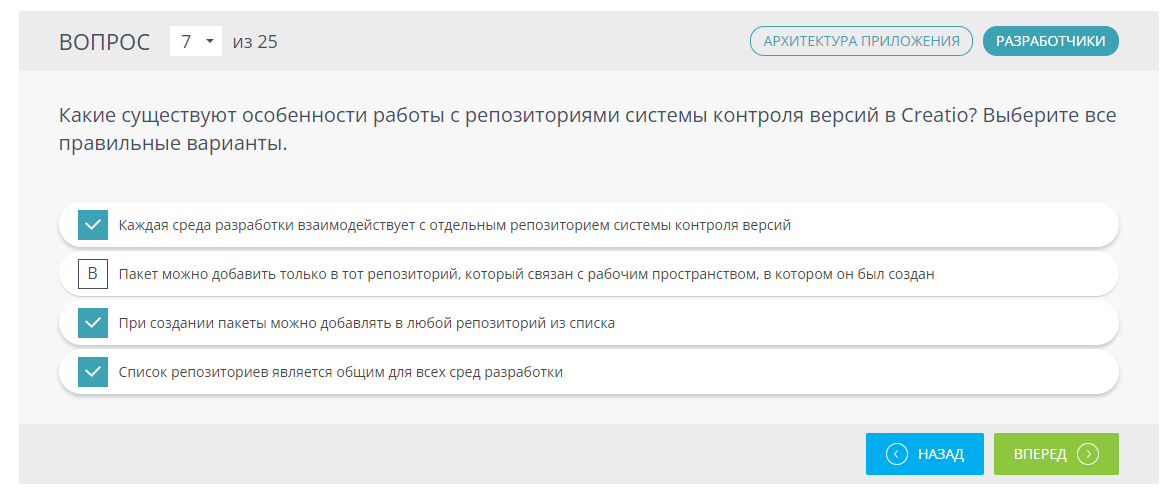 ВОПРОС 7 из 25 АРХИТЕКТУРА ПРИЛОЖЕНИЯ РАЗРАБОТЧИКИ
Какие существуют особенности работы с репозиториями системы контроля версий в Creatio? Выберите все
правильные варианты.
Каждая среда разработки взаимодействует с отдельным репозиторием системы контроля версий
B Пакет можно добавить только в тот репозиторий, который связан с рабочим пространством, в котором он был создан
При создании пакеты можно добавлять в любой репозиторий из списка
Список репозиториев является общим для всех сред разработки
НАЗАД ВПЕРЕД